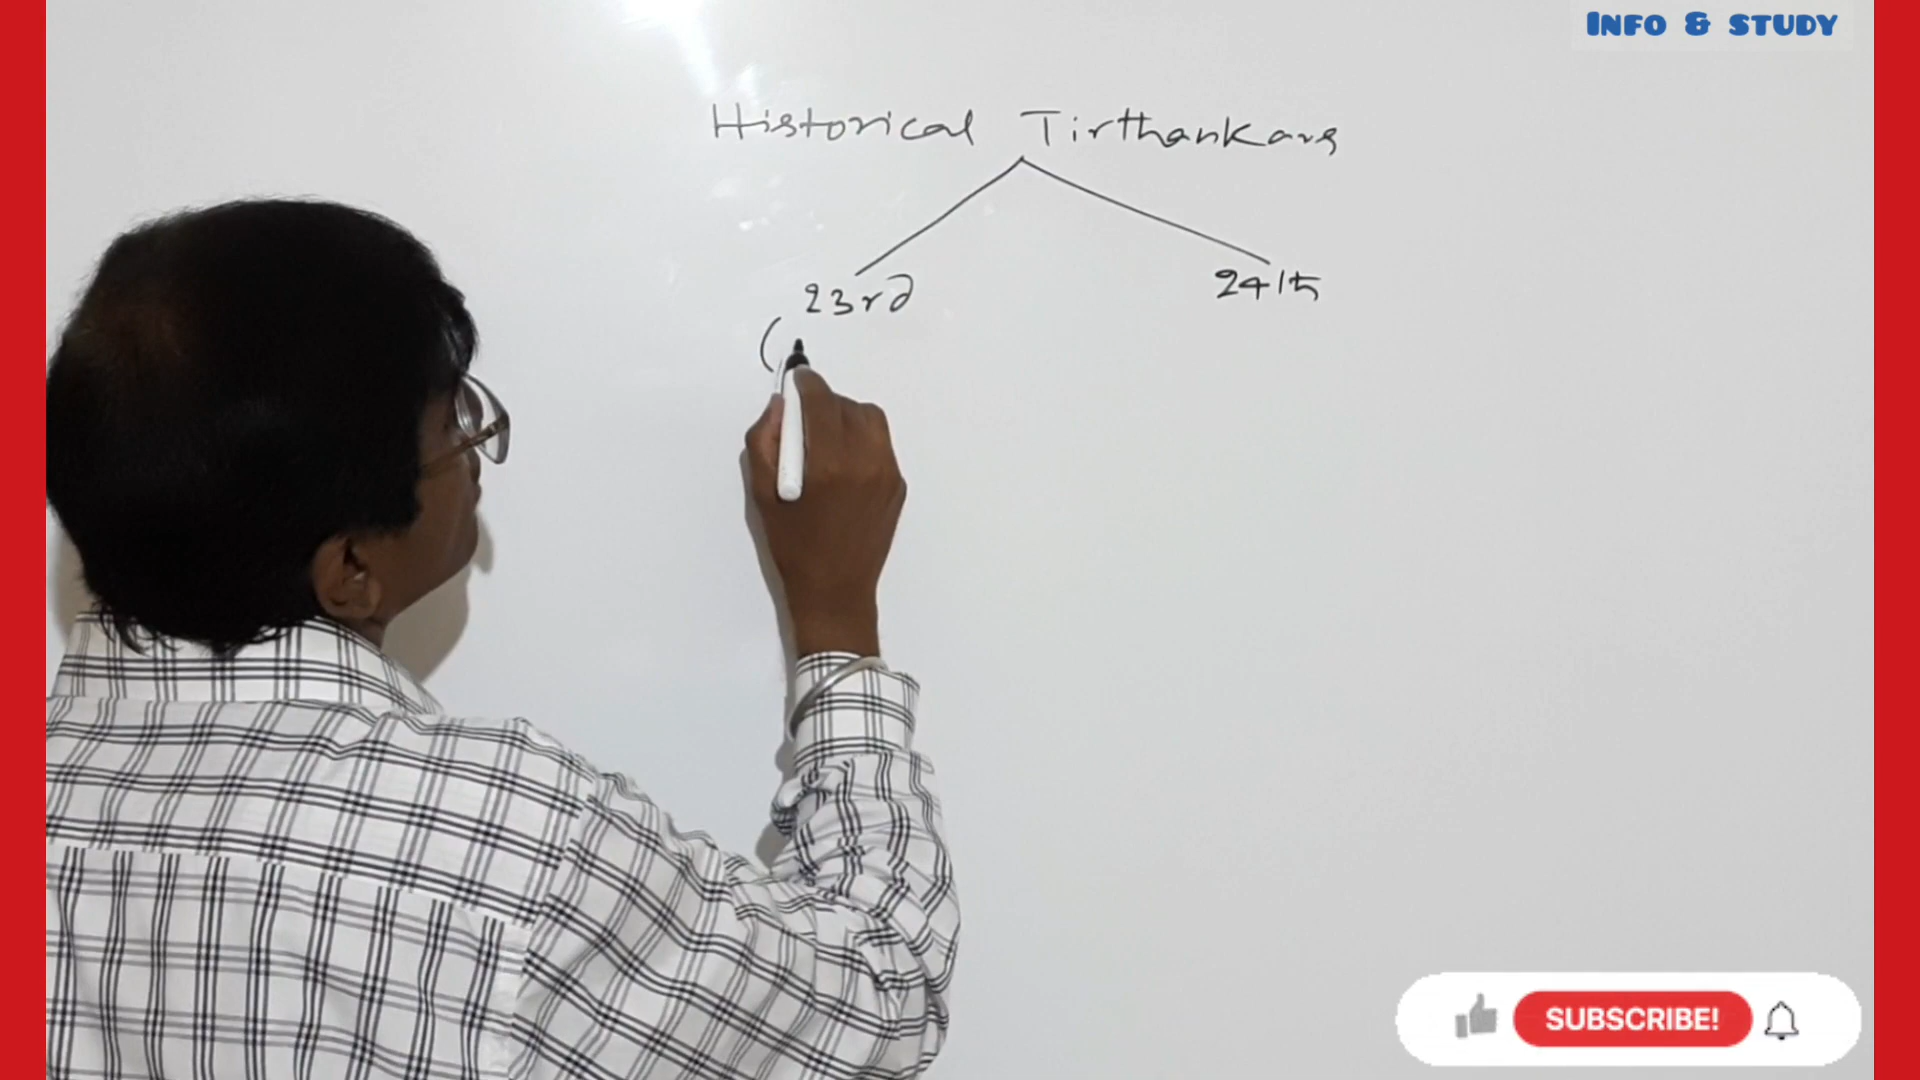 INFO & STUDY
Historical Tirthankars
23rd 24th
(
SUBSCRIBE!